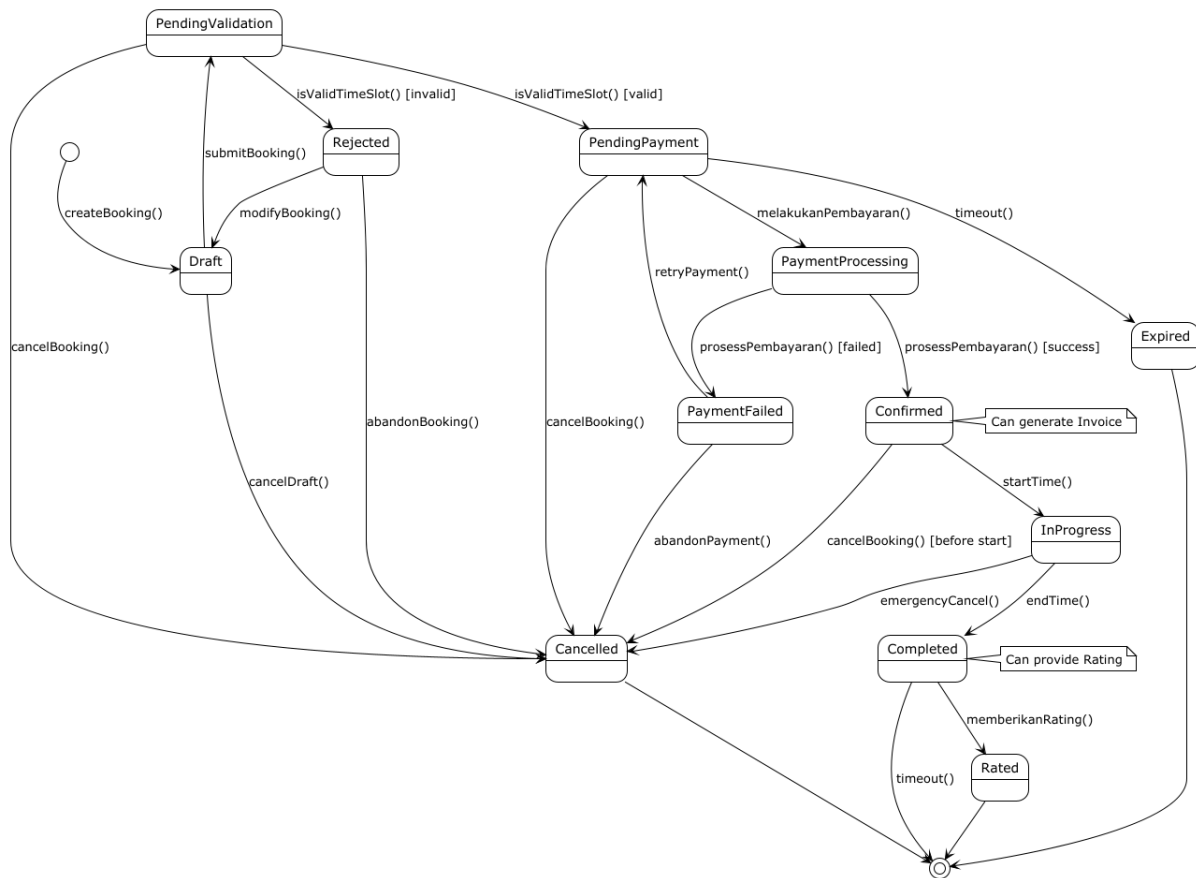 PendingValidation
isValidTimeSlot() [invalid]
isValidTimeSlot() [valid]
Rejected
PendingPayment
submitBooking()
createBooking()
modifyBooking()
melakukanPembayaran()
timeout()
Draft
retryPayment()
PaymentProcessing
Expired
cancelBooking()
prosessPembayaran() [failed]
prosessPembayaran() [success]
PaymentFailed
Confirmed
Can generate Invoice
abandonBooking()
cancelBooking()
cancelDraft()
startTime()
InProgress
abandonPayment()
cancelBooking() [before start]
emergencyCancel()
endTime()
Cancelled
Completed
Can provide Rating
memberikanRating()
Rated
timeout()